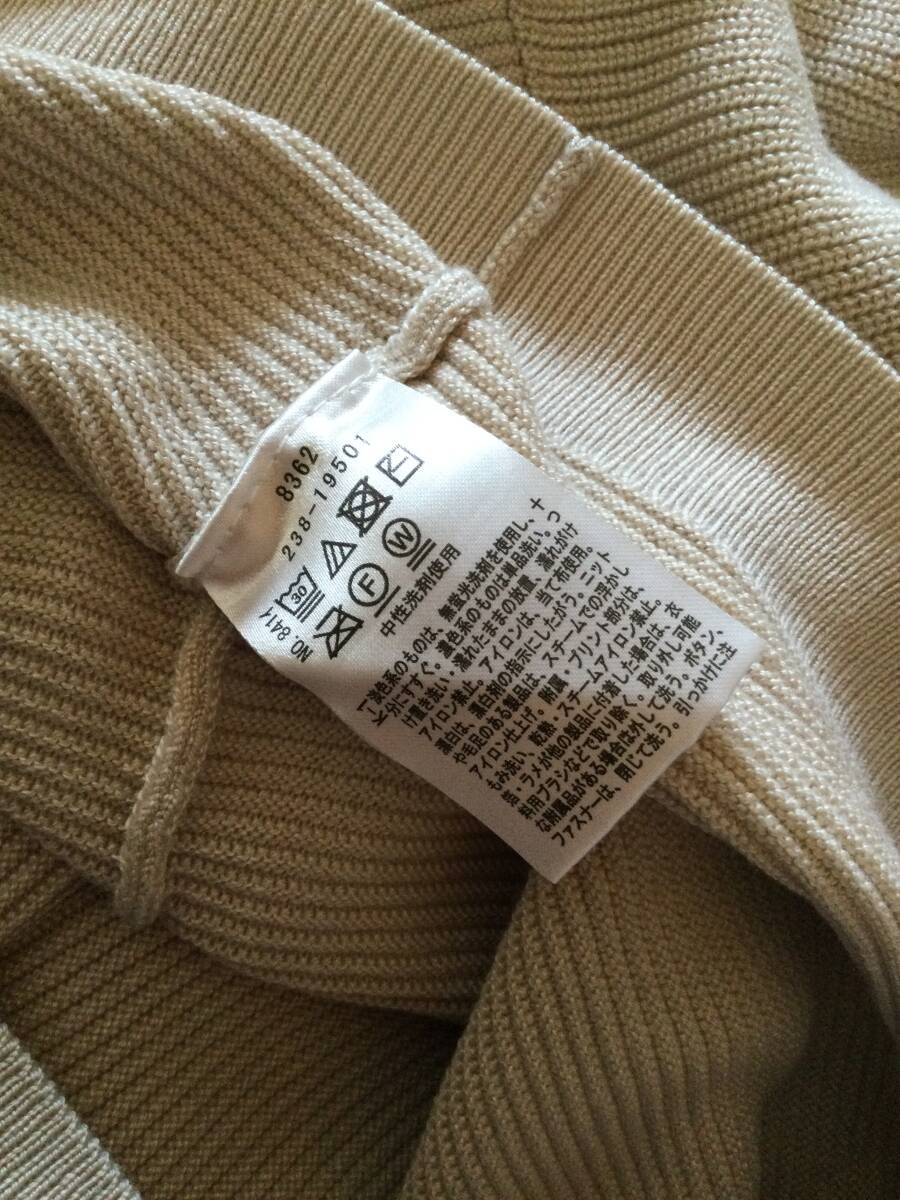 8362
238-19501
NO.8414
30
F
W
中性洗剤使用
淡色系のものは、無蛍光洗剤を使用し、十
分にすすぐ。濃色系のものは単品洗い。つ
け置き洗い、濡れたままの放置、濡れがけ
アイロン禁止。アイロンは、当て布使用。
漂白は、漂白剤の指示にしたがう。ニット
や毛足のある製品は、スチームでの浮かし
アイロン仕上げ。附属・プリント部分は、
もみ洗い、乾熱・スチームアイロン禁止。
箔・ラメが他の製品に付着した場合は、衣
料用ブラシなどで取り除く。取り外し可能
な附属品がある場合は外して洗う。ボタン、
ファスナーは、閉じて洗う。引っかけに注